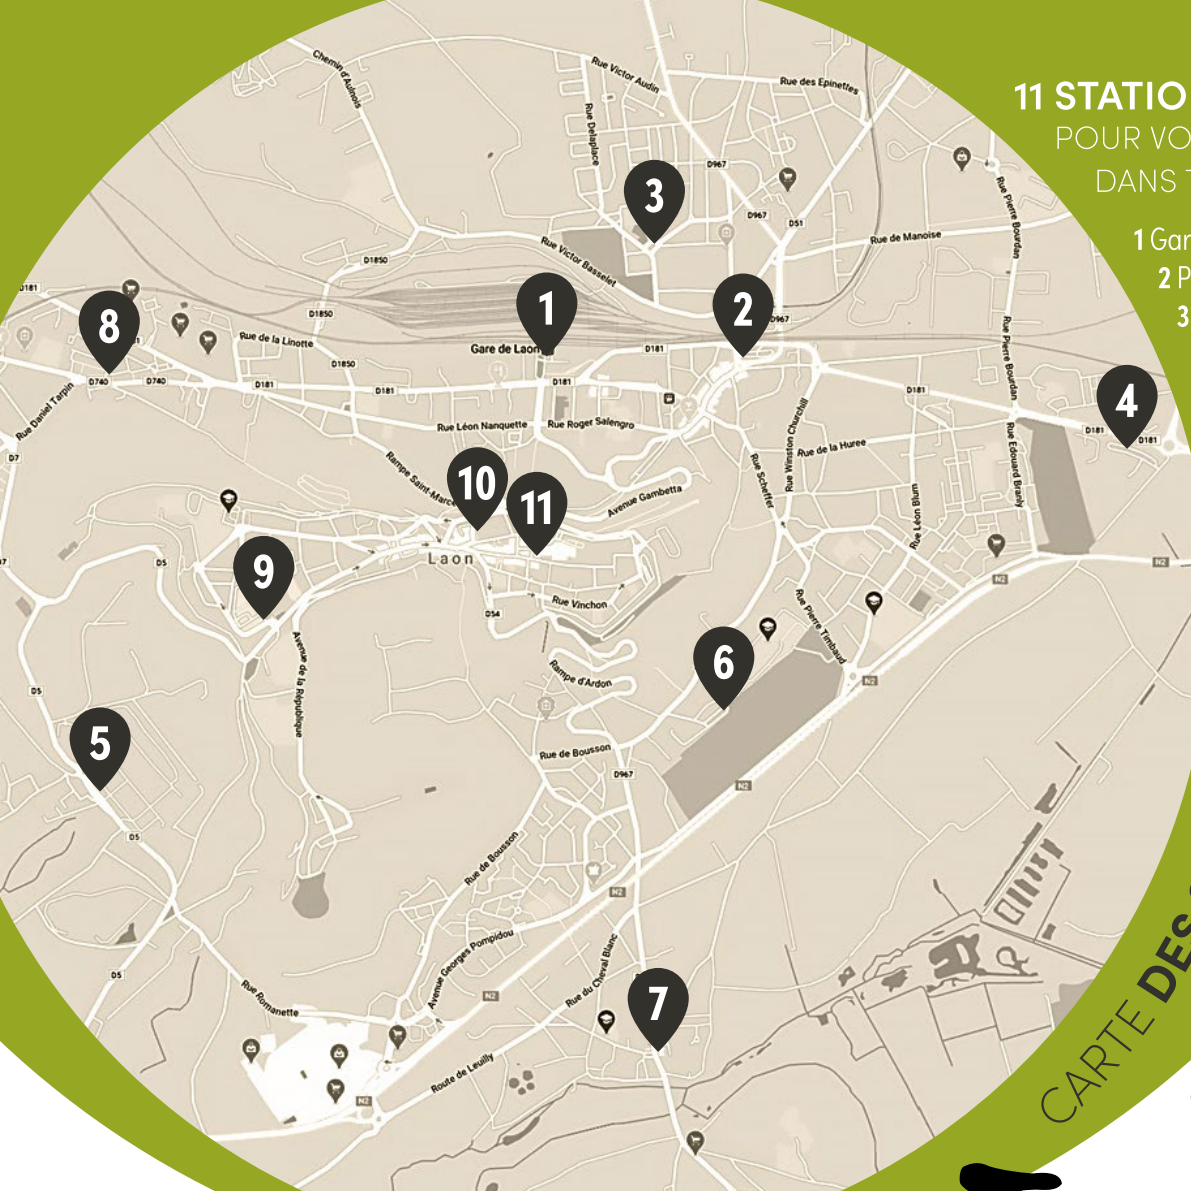 11 STATIO
POUR VO
DANS T
1 Gar
2 P
3
CARTE DES
Chemin d'Aulnois
Rue Victor Audin
Rue des Epinettes
Rue Delaplace
D967
3
D967
D51
Rue Pierre Bourdan
Rue de Manoise
Rue Victor Basselet
D1850
D181
1
2
D967
8
D1850
Rue de la Linotte
Gare de Laon
D181
Rue Pierre Bourdan
D1850
D740
D740
D181
D181
D181
D181
4
Rue Daniel Tarpin
Rue Léon Nanquette
Rue Roger Salengro
Rue Winston Churchill
D181
D181
D7
Rue de la Huree
Rue Edouard Branly
Rampe Saint-Marc
10
11
Avenue Gambetta
Rue Scheffer
Rue Léon Blum
Laon
D5
9
N2
N2
Rue Vinchon
D54
Rue Pierre Timbaud
Avenue de la République
6
Rampe d'Ardon
N2
D5
5
Rue de Bousson
D967
N2
D5
Rue de Bousson
N2
Avenue Georges Pompidou
Rue du Cheval Blanc
D5
Rue Romanette
N2
7
Route de Leuilly
N2